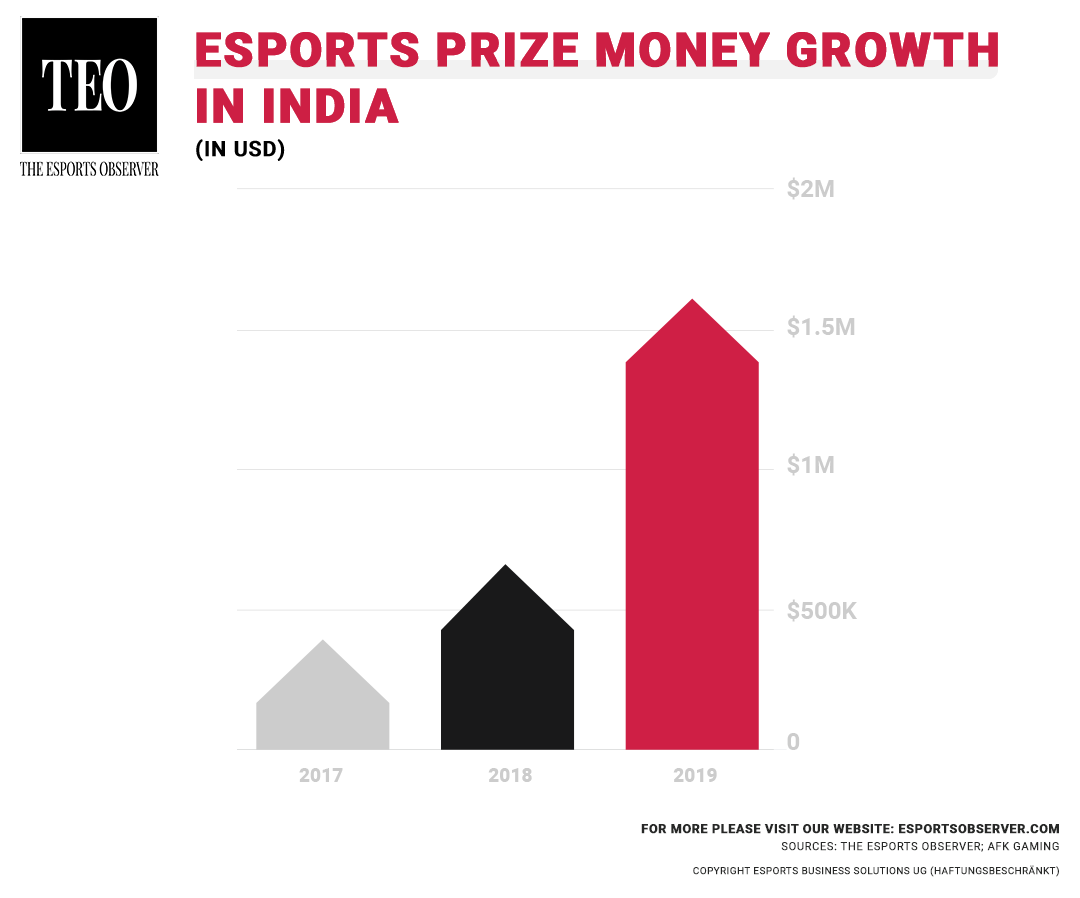 TEO
THE ESPORTS OBSERVER
ESPORTS PRIZE MONEY GROWTH
IN INDIA
(IN USD)
$2M
$1.5M
$1M
$500K
0
2017 2018 2019
FOR MORE PLEASE VISIT OUR WEBSITE: ESPORTSOBSERVER.COM
SOURCES: THE ESPORTS OBSERVER; AFK GAMING
COPYRIGHT ESPORTS BUSINESS SOLUTIONS UG (HAFTUNGSBESCHRÄNKT)